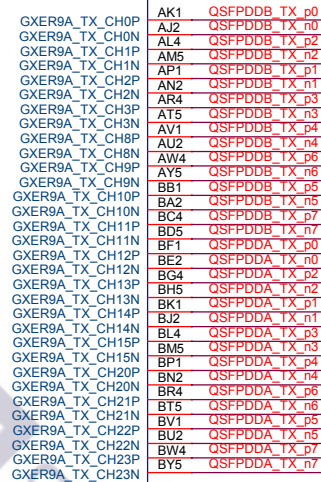 GXER9A_TX_CH0P AK1 QSFPDDB_TX_p0
GXER9A_TX_CH0N AJ2 QSFPDDB_TX_n0
GXER9A_TX_CH1P AL4 QSFPDDB_TX_p2
GXER9A_TX_CH1N AM5 QSFPDDB_TX_n2
GXER9A_TX_CH2P AP1 QSFPDDB_TX_p1
GXER9A_TX_CH2N AN2 QSFPDDB_TX_n1
GXER9A_TX_CH3P AR4 QSFPDDB_TX_p3
GXER9A_TX_CH3N AT5 QSFPDDB_TX_n3
GXER9A_TX_CH8P AV1 QSFPDDB_TX_p4
GXER9A_TX_CH8N AU2 QSFPDDB_TX_n4
GXER9A_TX_CH9P AW4 QSFPDDB_TX_p6
GXER9A_TX_CH9N AY5 QSFPDDB_TX_n6
GXER9A_TX_CH10P BB1 QSFPDDB_TX_p5
GXER9A_TX_CH10N BA2 QSFPDDB_TX_n5
GXER9A_TX_CH11P BC4 QSFPDDB_TX_p7
GXER9A_TX_CH11N BD5 QSFPDDB_TX_n7
GXER9A_TX_CH12P BF1 QSFPDDA_TX_p0
GXER9A_TX_CH12N BE2 QSFPDDA_TX_n0
GXER9A_TX_CH13P BG4 QSFPDDA_TX_p2
GXER9A_TX_CH13N BH5 QSFPDDA_TX_n2
GXER9A_TX_CH14P BK1 QSFPDDA_TX_p1
GXER9A_TX_CH14N BJ2 QSFPDDA_TX_n1
GXER9A_TX_CH15P BL4 QSFPDDA_TX_p3
GXER9A_TX_CH15N BM5 QSFPDDA_TX_n3
GXER9A_TX_CH20P BP1 QSFPDDA_TX_p4
GXER9A_TX_CH20N BN2 QSFPDDA_TX_n4
GXER9A_TX_CH21P BR4 QSFPDDA_TX_p6
GXER9A_TX_CH21N BT5 QSFPDDA_TX_n6
GXER9A_TX_CH22P BV1 QSFPDDA_TX_p5
GXER9A_TX_CH22N BU2 QSFPDDA_TX_n5
GXER9A_TX_CH23P BW4 QSFPDDA_TX_p7
GXER9A_TX_CH23N BY5 QSFPDDA_TX_n7